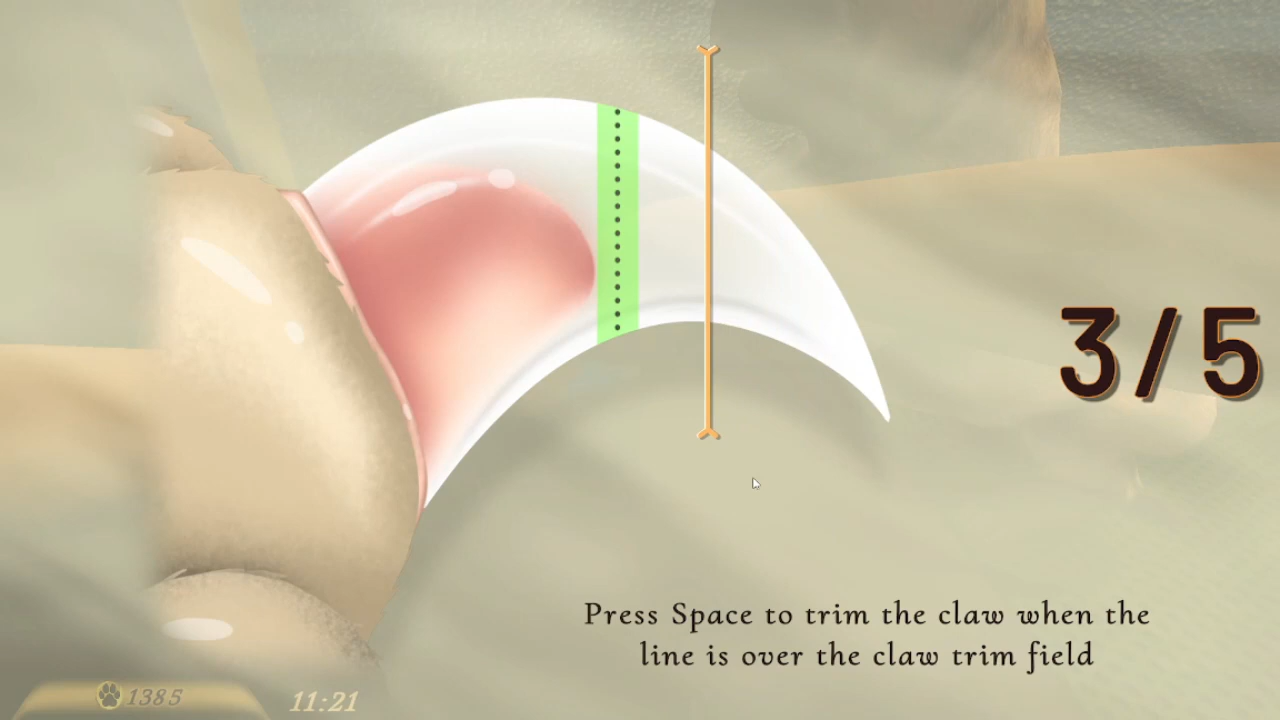 3/5
Press Space to trim the claw when the
line is over the claw trim field
1385
11:21